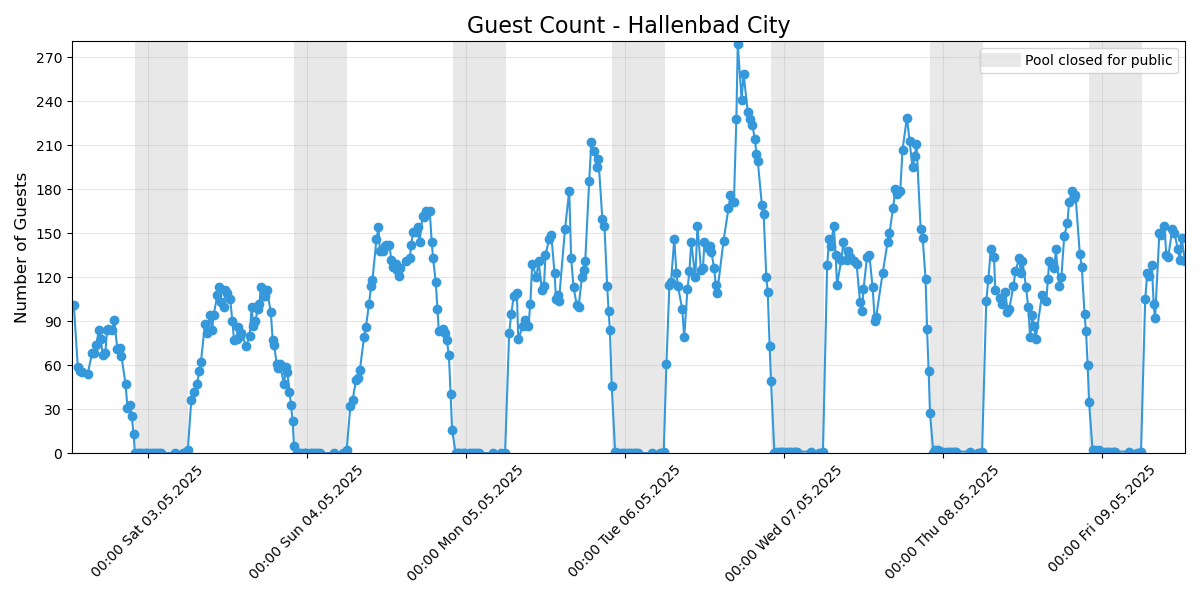 Guest Count - Hallenbad City
Pool closed for public
Number of Guests
270
240
210
180
150
120
90
60
30
0
00:00 Sat 03.05.2025
00:00 Sun 04.05.2025
00:00 Mon 05.05.2025
00:00 Tue 06.05.2025
00:00 Wed 07.05.2025
00:00 Thu 08.05.2025
00:00 Fri 09.05.2025